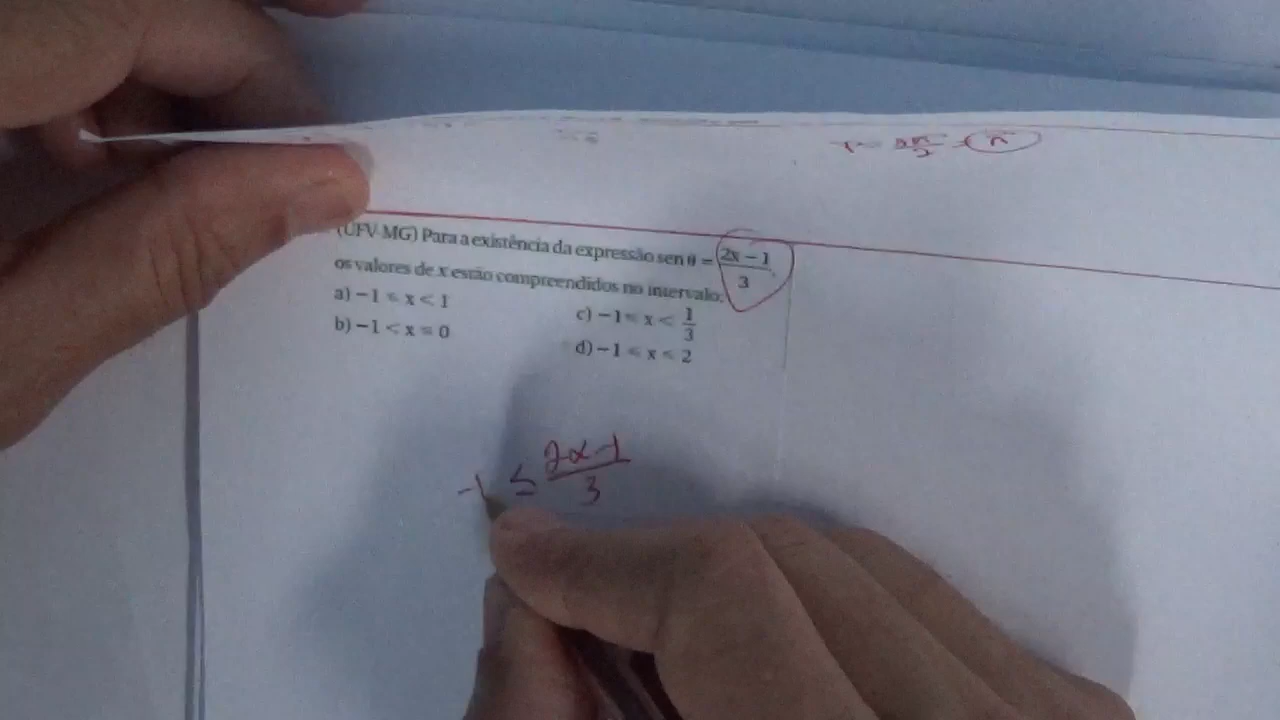 (UFV-MG) Para a existência da expressão sen θ = (2x − 1)/3,
os valores de x estão compreendidos no intervalo:
a) −1 ≤ x < 1
b) −1 < x ≤ 0
c) −1 ≤ x < 1/3
d) −1 ≤ x ≤ 2
-1 ≤ (2x-1)/3